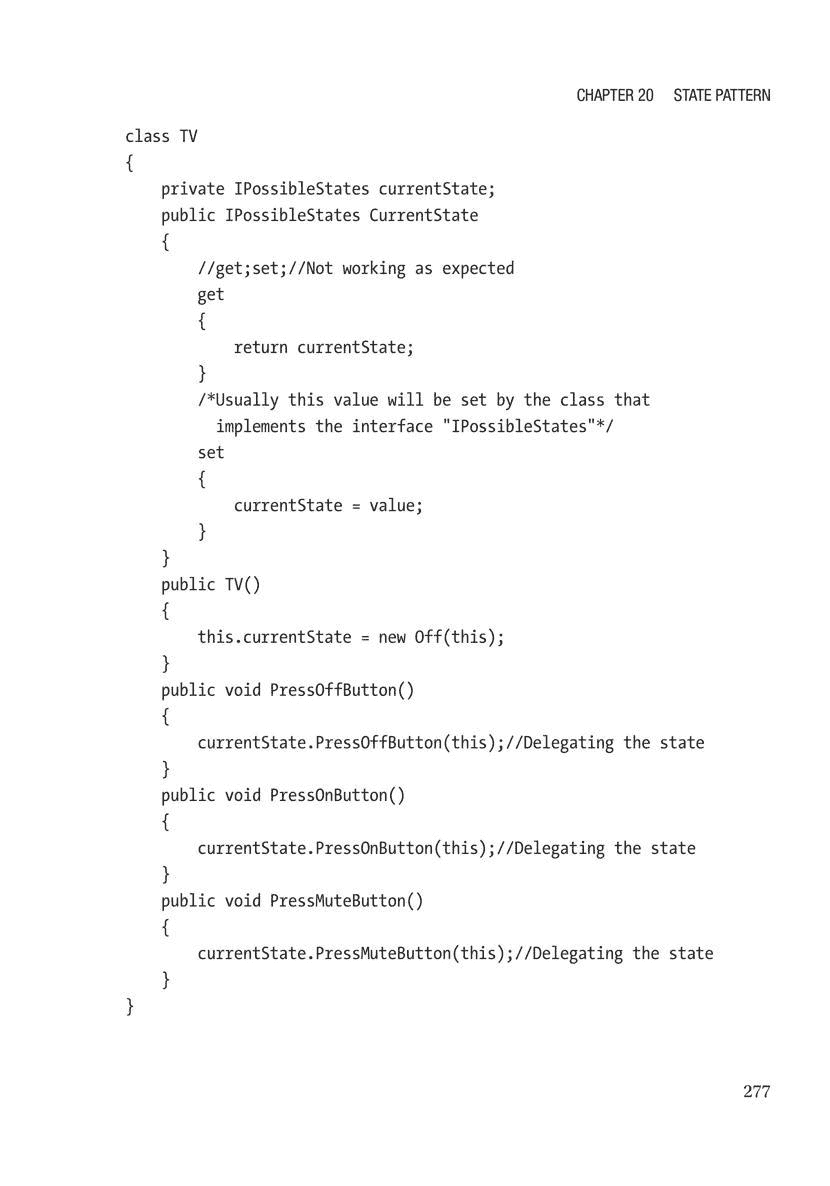 CHAPTER 20 STATE PATTERN
class TV
{
    private IPossibleStates currentState;
    public IPossibleStates CurrentState
    {
        //get;set;//Not working as expected
        get
        {
            return currentState;
        }
        /*Usually this value will be set by the class that
          implements the interface "IPossibleStates"*/
        set
        {
            currentState = value;
        }
    }
    public TV()
    {
        this.currentState = new Off(this);
    }
    public void PressOffButton()
    {
        currentState.PressOffButton(this);//Delegating the state
    }
    public void PressOnButton()
    {
        currentState.PressOnButton(this);//Delegating the state
    }
    public void PressMuteButton()
    {
        currentState.PressMuteButton(this);//Delegating the state
    }
}
277